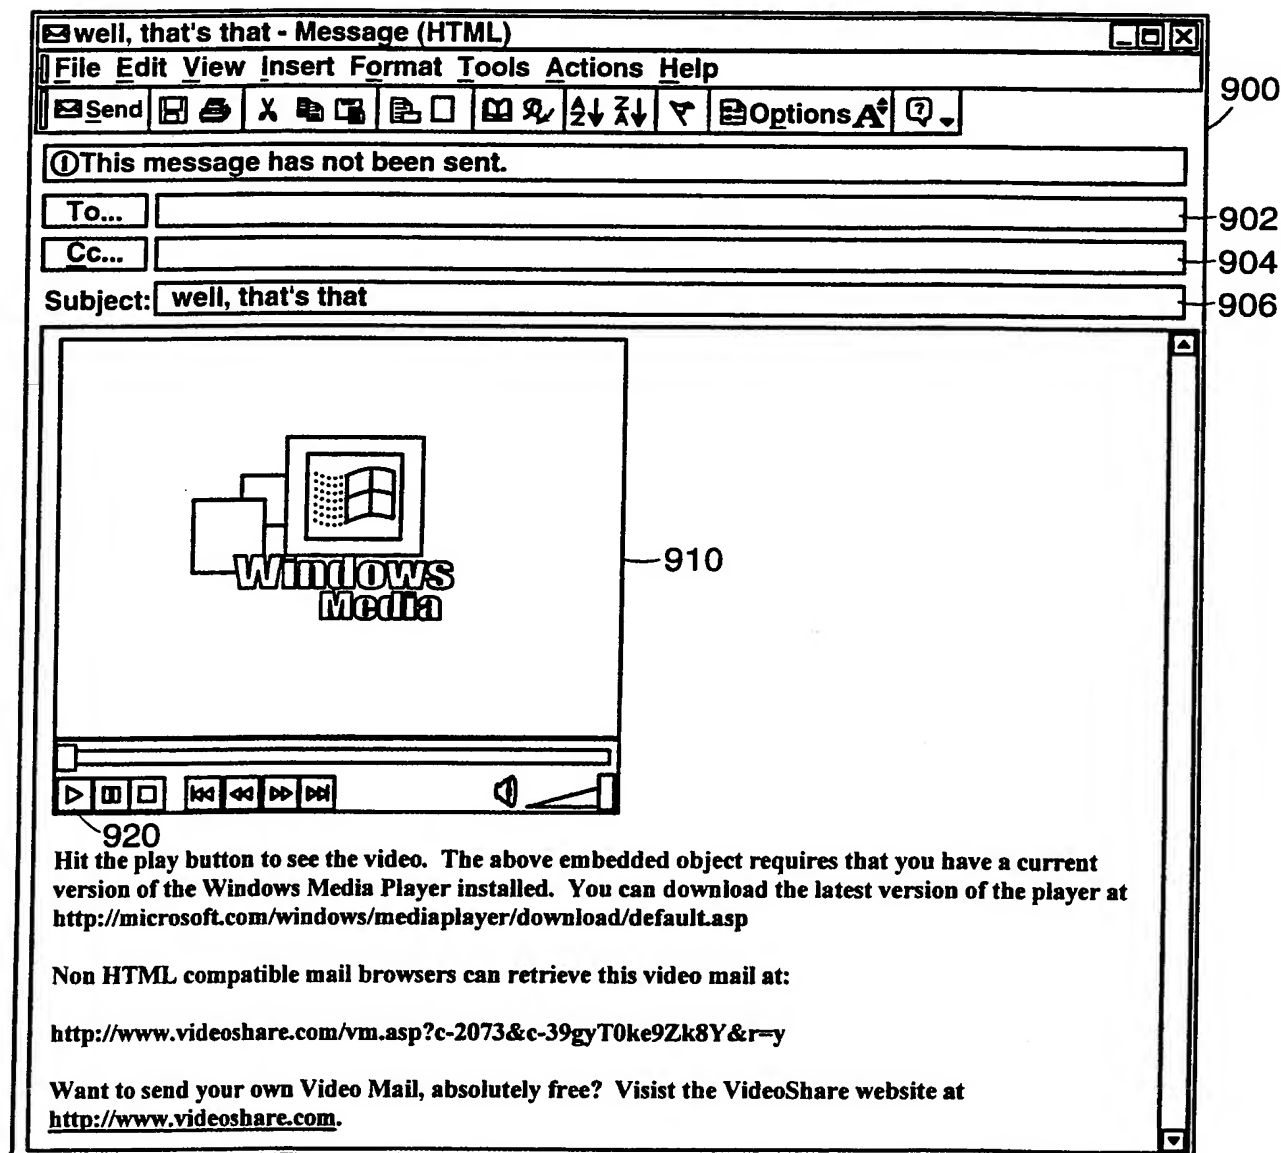 well, that's that - Message (HTML)
File Edit View Insert Format Tools Actions Help
Send Options A
900
This message has not been sent.
To...
902
Cc...
904
Subject: well, that's that
906
Windows
Media
910
920
Hit the play button to see the video. The above embedded object requires that you have a current
version of the Windows Media Player installed. You can download the latest version of the player at
http://microsoft.com/windows/mediaplayer/download/default.asp
Non HTML compatible mail browsers can retrieve this video mail at:
http://www.videoshare.com/vm.asp?c-2073&c-39gyT0ke9Zk8Y&r=y
Want to send your own Video Mail, absolutely free? Visist the VideoShare website at
http://www.videoshare.com.